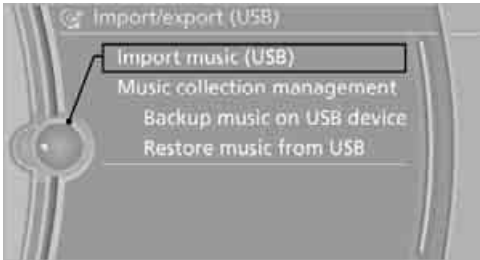 Import/export (USB)
Import music (USB)
Music collection management
Backup music on USB device
Restore music from USB